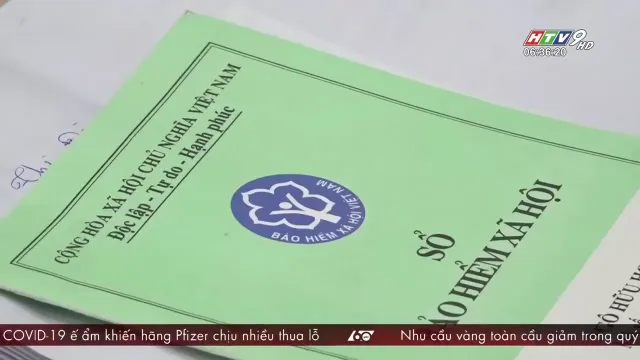 HTV9 HD
06:36:20
CỘNG HÒA XÃ HỘI CHỦ NGHĨA VIỆT NAM
Độc lập - Tự do - Hạnh phúc
BẢO HIỂM XÃ HỘI VIỆT NAM
SỔ
BẢO HIỂM XÃ HỘI
HỮU
COVID-19 ế ẩm khiến hãng Pfizer chịu nhiều thua lỗ
Nhu cầu vàng toàn cầu giảm trong quý